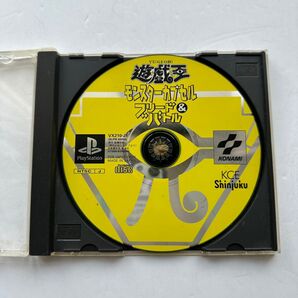 YU-GI-OH!
遊戯王
モンスターカプセル
ブリード&
バトル
VX210-
PlayStation
KONAMI
KCE
Shinjuku